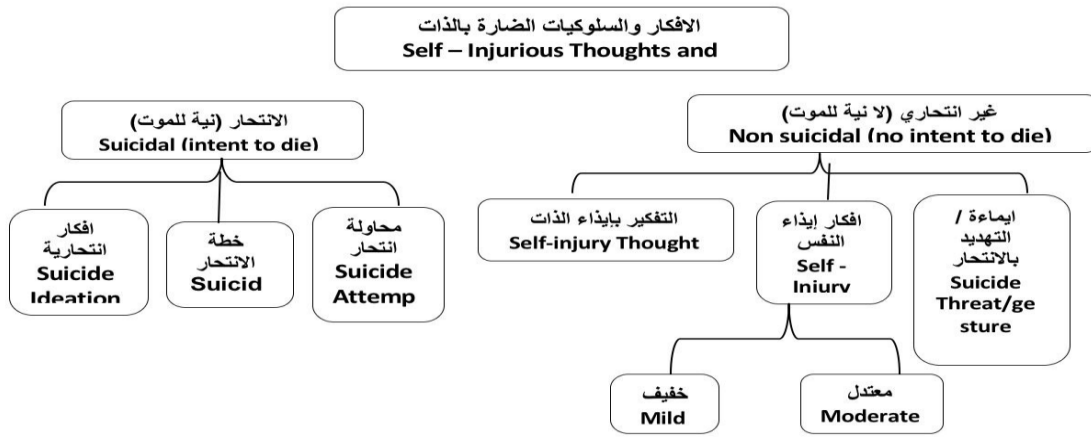 الافكار والسلوكيات الضارة بالذات
Self – Injurious Thoughts and
الانتحار (نية للموت)
Suicidal (intent to die)
غير انتحاري (لا نية للموت)
Non suicidal (no intent to die)
افكار
انتحارية
Suicide
Ideation
خطة
الانتحار
Suicid
محاولة
انتحار
Suicide
Attemp
التفكير بإيذاء الذات
Self-injury Thought
افكار إيذاء
النفس
Self -
Injury
ايماءة /
التهديد
بالانتحار
Suicide
Threat/ge
sture
خفيف
Mild
معتدل
Moderate